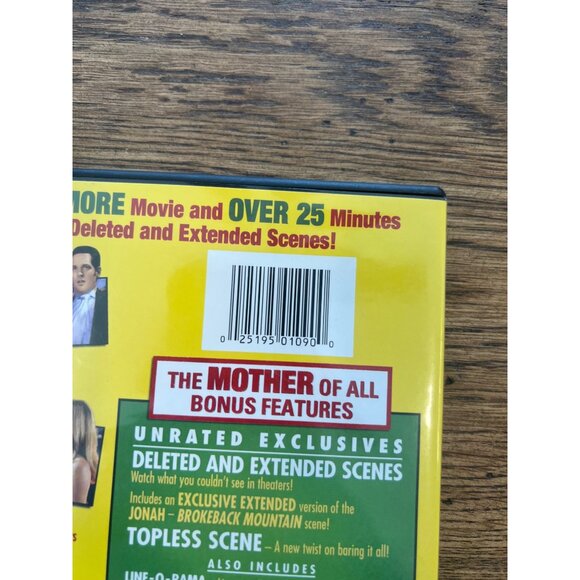 MORE Movie and OVER 25 Minutes
Deleted and Extended Scenes!
0 25195 01090 0
THE MOTHER OF ALL
BONUS FEATURES
UNRATED EXCLUSIVES
DELETED AND EXTENDED SCENES
Watch what you couldn't see in theaters!
Includes an EXCLUSIVE EXTENDED version of the
JONAH – BROKEBACK MOUNTAIN scene!
TOPLESS SCENE – A new twist on baring it all!
ALSO INCLUDES
LINE-O-RAMA